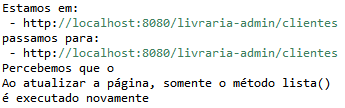 Estamos em:
- http://localhost:8080/livraria-admin/clientes
passamos para:
- http://localhost:8080/livraria-admin/clientes
Percebemos que o
Ao atualizar a página, somente o método lista()
é executado novamente